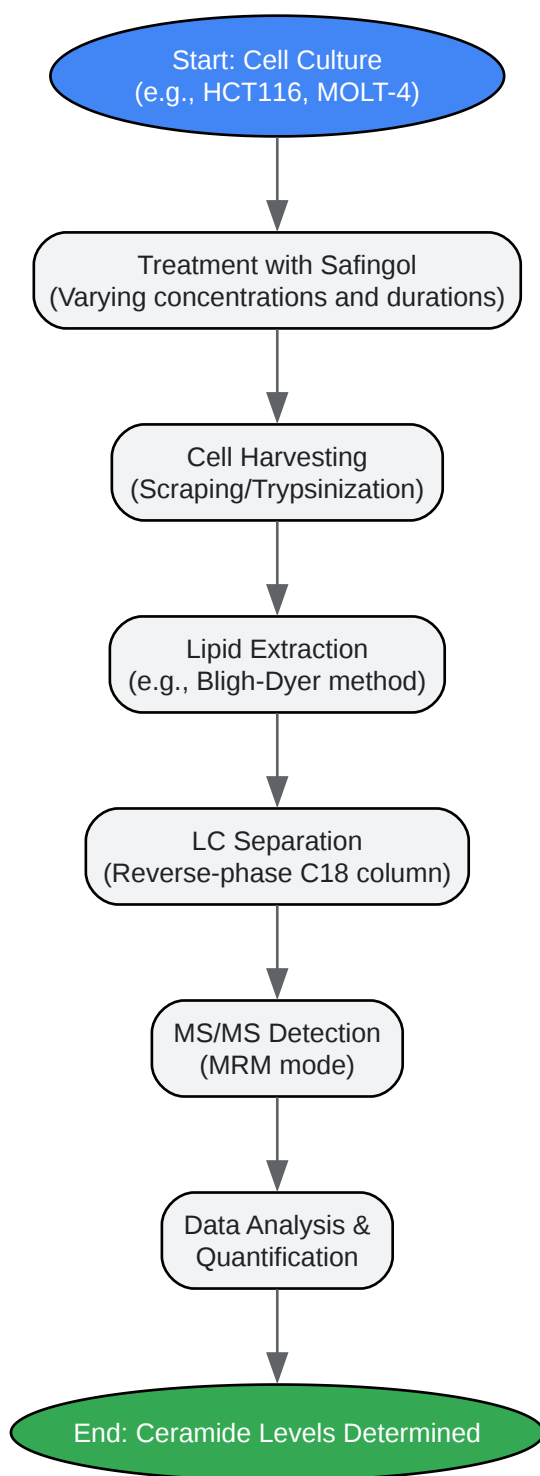 Start: Cell Culture
(e.g., HCT116, MOLT-4)
Treatment with Safingol
(Varying concentrations and durations)
Cell Harvesting
(Scraping/Trypsinization)
Lipid Extraction
(e.g., Bligh-Dyer method)
LC Separation
(Reverse-phase C18 column)
MS/MS Detection
(MRM mode)
Data Analysis &
Quantification
End: Ceramide Levels Determined